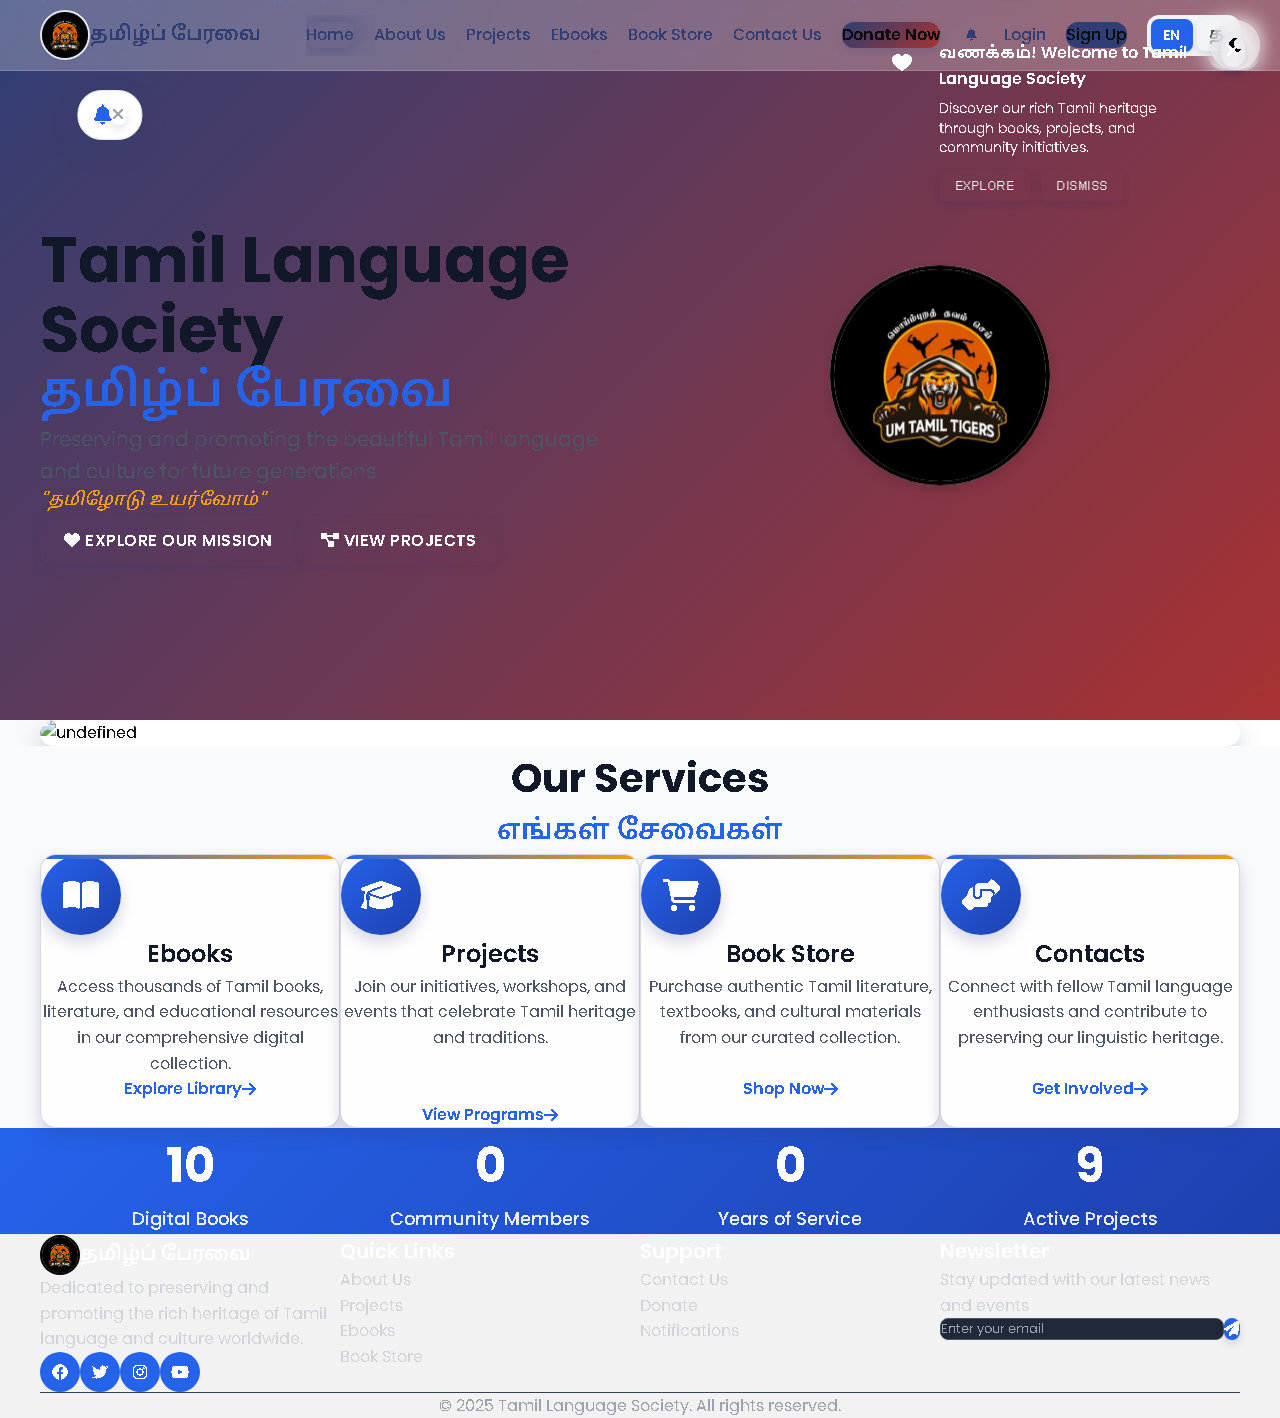 தமிழ்ப் பேரவை
Home About Us Projects Ebooks Book Store Contact Us Donate Now Login Sign Up EN த
வணக்கம்! Welcome to Tamil
Language Society
Discover our rich Tamil heritage
through books, projects, and
community initiatives.
EXPLORE DISMISS
Tamil Language
Society
தமிழ்ப் பேரவை
Preserving and promoting the beautiful Tamil language
and culture for future generations
"தமிழோடு உயர்வோம்"
EXPLORE OUR MISSION VIEW PROJECTS
மொய்ம்புறத் தவம் செய்
UM TAMIL TIGERS
undefined
Our Services
எங்கள் சேவைகள்
Ebooks
Access thousands of Tamil books,
literature, and educational resources
in our comprehensive digital
collection.
Explore Library
Projects
Join our initiatives, workshops, and
events that celebrate Tamil heritage
and traditions.
View Programs
Book Store
Purchase authentic Tamil literature,
textbooks, and cultural materials
from our curated collection.
Shop Now
Contacts
Connect with fellow Tamil language
enthusiasts and contribute to
preserving our linguistic heritage.
Get Involved
10
Digital Books
0
Community Members
0
Years of Service
9
Active Projects
தமிழ்ப் பேரவை
Dedicated to preserving and
promoting the rich heritage of Tamil
language and culture worldwide.
Quick Links
About Us
Projects
Ebooks
Book Store
Support
Contact Us
Donate
Notifications
Newsletter
Stay updated with our latest news
and events
Enter your email
© 2025 Tamil Language Society. All rights reserved.